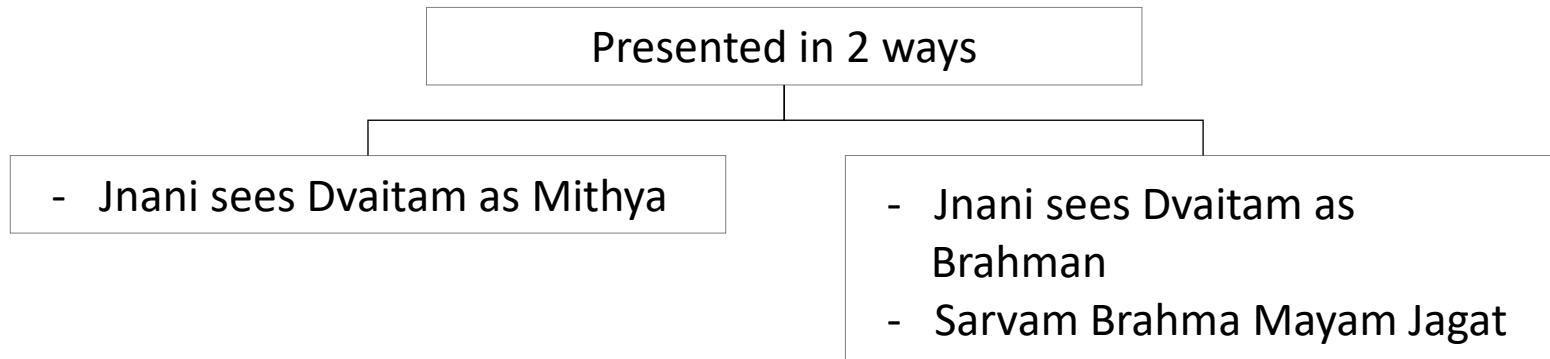 Presented in 2 ways
- Jnani sees Dvaitam as Mithya
- Jnani sees Dvaitam as
Brahman
- Sarvam Brahma Mayam Jagat